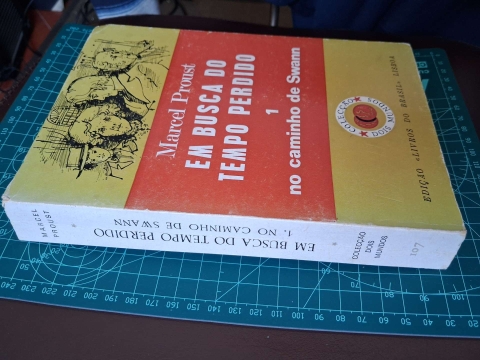 Marcel Proust
EM BUSCA DO
TEMPO PERDIDO
1
no caminho de Swann
COLECÇÃO
DOIS MUNDOS
EDIÇÃO «LIVROS DO BRASIL» LISBOA
MARCEL
PROUST
EM BUSCA DO TEMPO PERDIDO
1. NO CAMINHO DE SWANN
COLECÇÃO
DOIS
MUNDOS
107